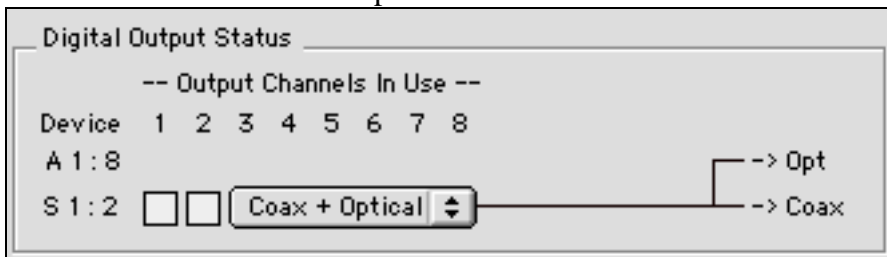 Digital Output Status
-- Output Channels In Use --
Device 1 2 3 4 5 6 7 8
A 1 : 8 -> Opt
S 1 : 2 Coax + Optical -> Coax